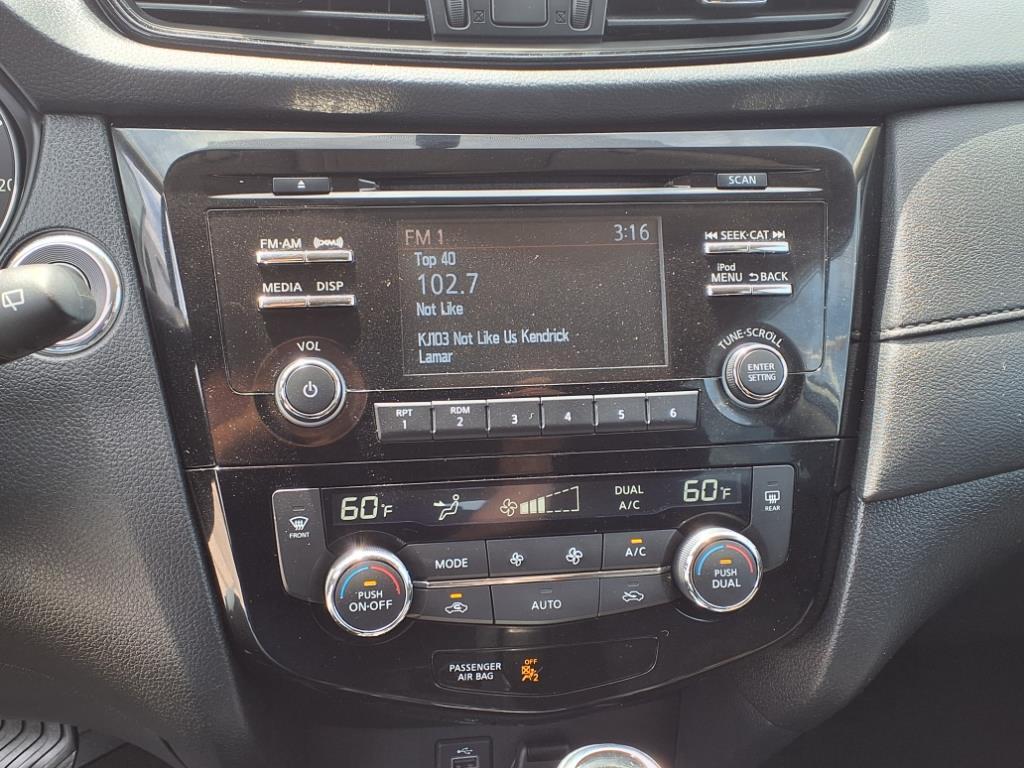 SCAN
FM·AM
FM 1 3:16
SEEK·CAT
Top 40
102.7
iPod
MENU BACK
MEDIA DISP
Not Like
KJ103 Not Like Us Kendrick
Lamar
VOL
TUNE·SCROLL
ENTER
SETTING
RPT
1
RDM
2
3
4
5
6
20
60°F
DUAL
A/C
60°F
FRONT
REAR
MODE
A/C
PUSH
ON·OFF
PUSH
DUAL
AUTO
PASSENGER
AIR BAG
OFF
2